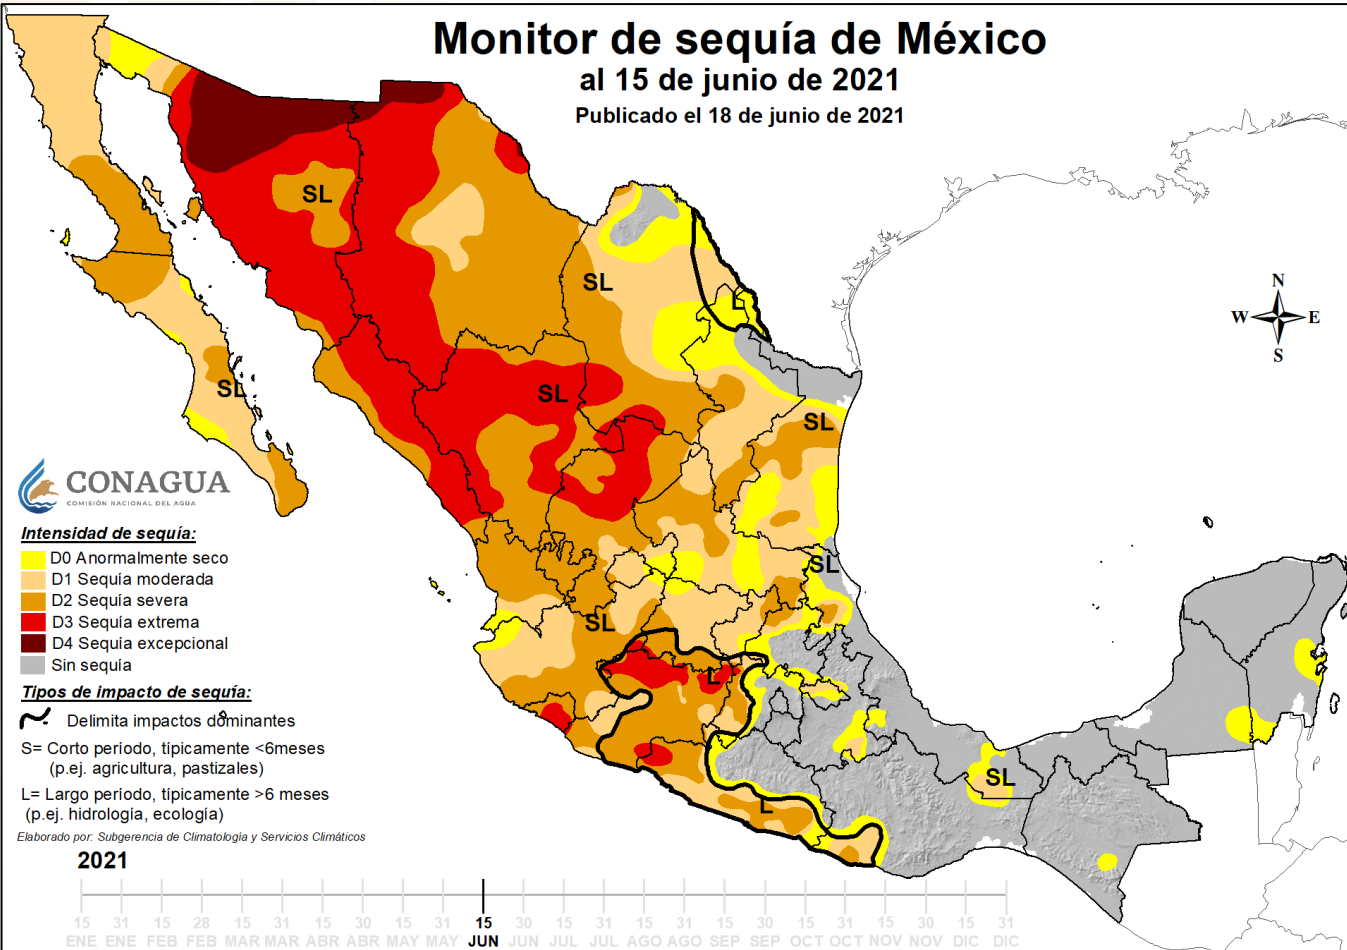 Monitor de sequía de México
al 15 de junio de 2021
Publicado el 18 de junio de 2021
SL
SL
L
N
W E
S
SL
SL
SL
CONAGUA
COMISIÓN NACIONAL DEL AGUA
Intensidad de sequía:
D0 Anormalmente seco
D1 Sequía moderada
D2 Sequía severa
D3 Sequía extrema
D4 Sequía excepcional
Sin sequía
SL
SL
L
Tipos de impacto de sequía:
Delimita impactos dominantes
S= Corto período, típicamente <6meses
(p.ej. agricultura, pastizales)
L= Largo período, típicamente >6 meses
(p.ej. hidrología, ecología)
SL
L
Elaborado por: Subgerencia de Climatología y Servicios Climáticos
2021
15 31 15 28 15 31 15 30 15 31 15 30 15 31 15 31 15 30 15 31 15 30 15 31
ENE ENE FEB FEB MAR MAR ABR ABR MAY MAY JUN JUN JUL JUL AGO AGO SEP SEP OCT OCT NOV NOV DIC DIC